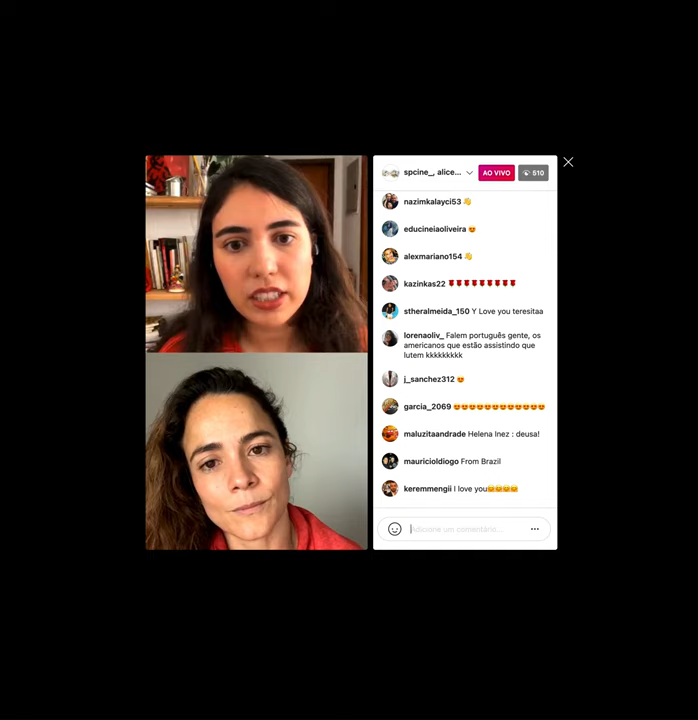 spcine_, alice... AO VIVO 510
nazimkalayci53 👋
educineiaoliveira 😍
alexmariano154 👋
kazinkas22 🌹🌹🌹🌹🌹🌹🌹🌹🌹
stheralmeida_150 Y Love you teresitaa
lorenaoliv_ Falem português gente, os
americanos que estão assistindo que
lutem kkkkkkkkk
j_sanchez312 😍
garcia_2069 😍😍😍😍😍😍😍😍😍😍😍😍
maluzitaandrade Helena Inez : deusa!
mauricioldiogo From Brazil
keremmengii I love you😊😊😊😊
Adicione um comentário...